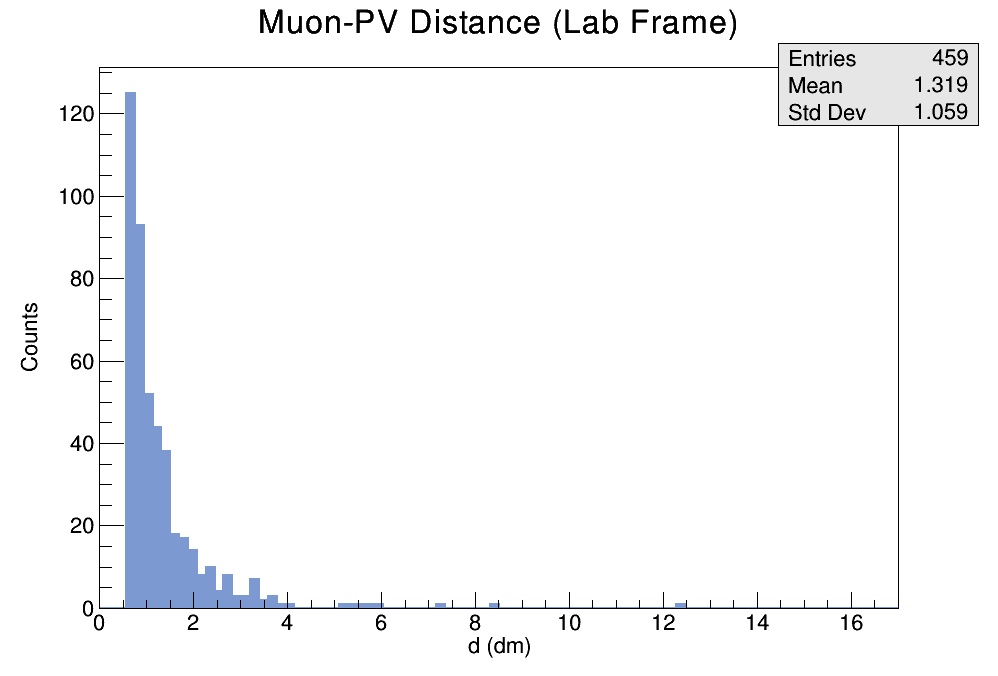 Muon-PV Distance (Lab Frame)
Entries 459
Mean 1.319
Std Dev 1.059
Counts
120
100
80
60
40
20
0
0 2 4 6 8 10 12 14 16
d (dm)